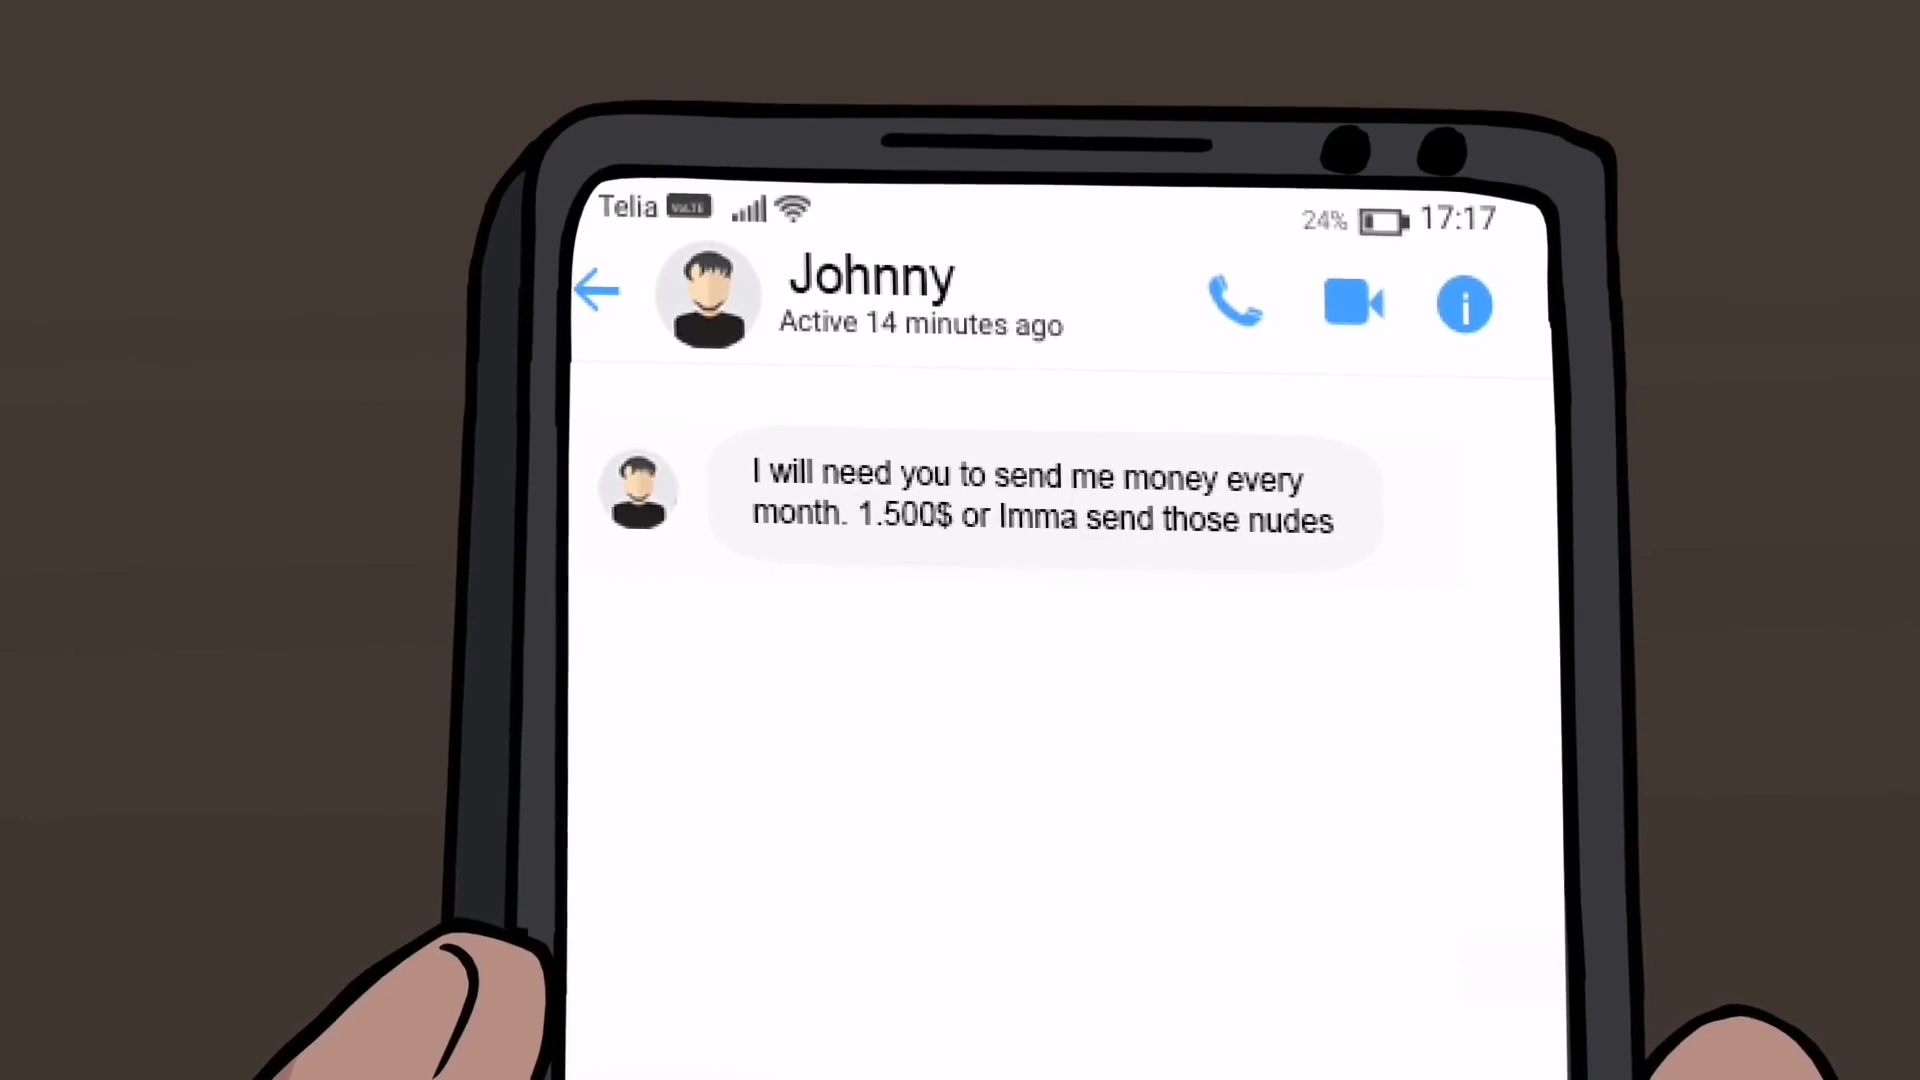 Telia VoLTE 24% 17:17
Johnny
Active 14 minutes ago
I will need you to send me money every
month. 1.500$ or Imma send those nudes